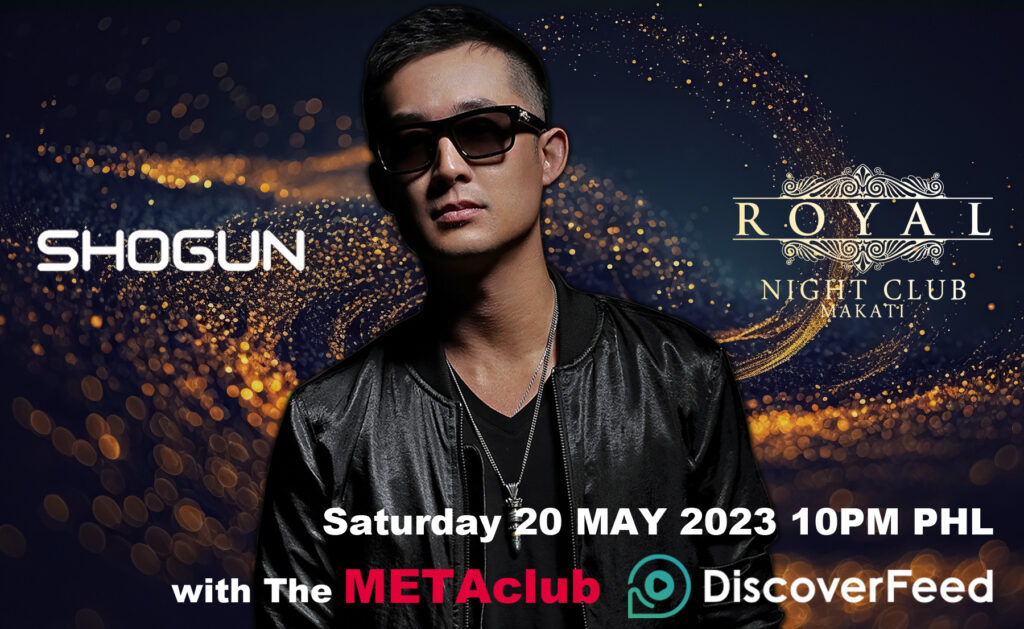 SHOGUN
ROYAL
NIGHT CLUB
MAKATI
Saturday 20 MAY 2023 10PM PHL
with The METAclub DiscoverFeed